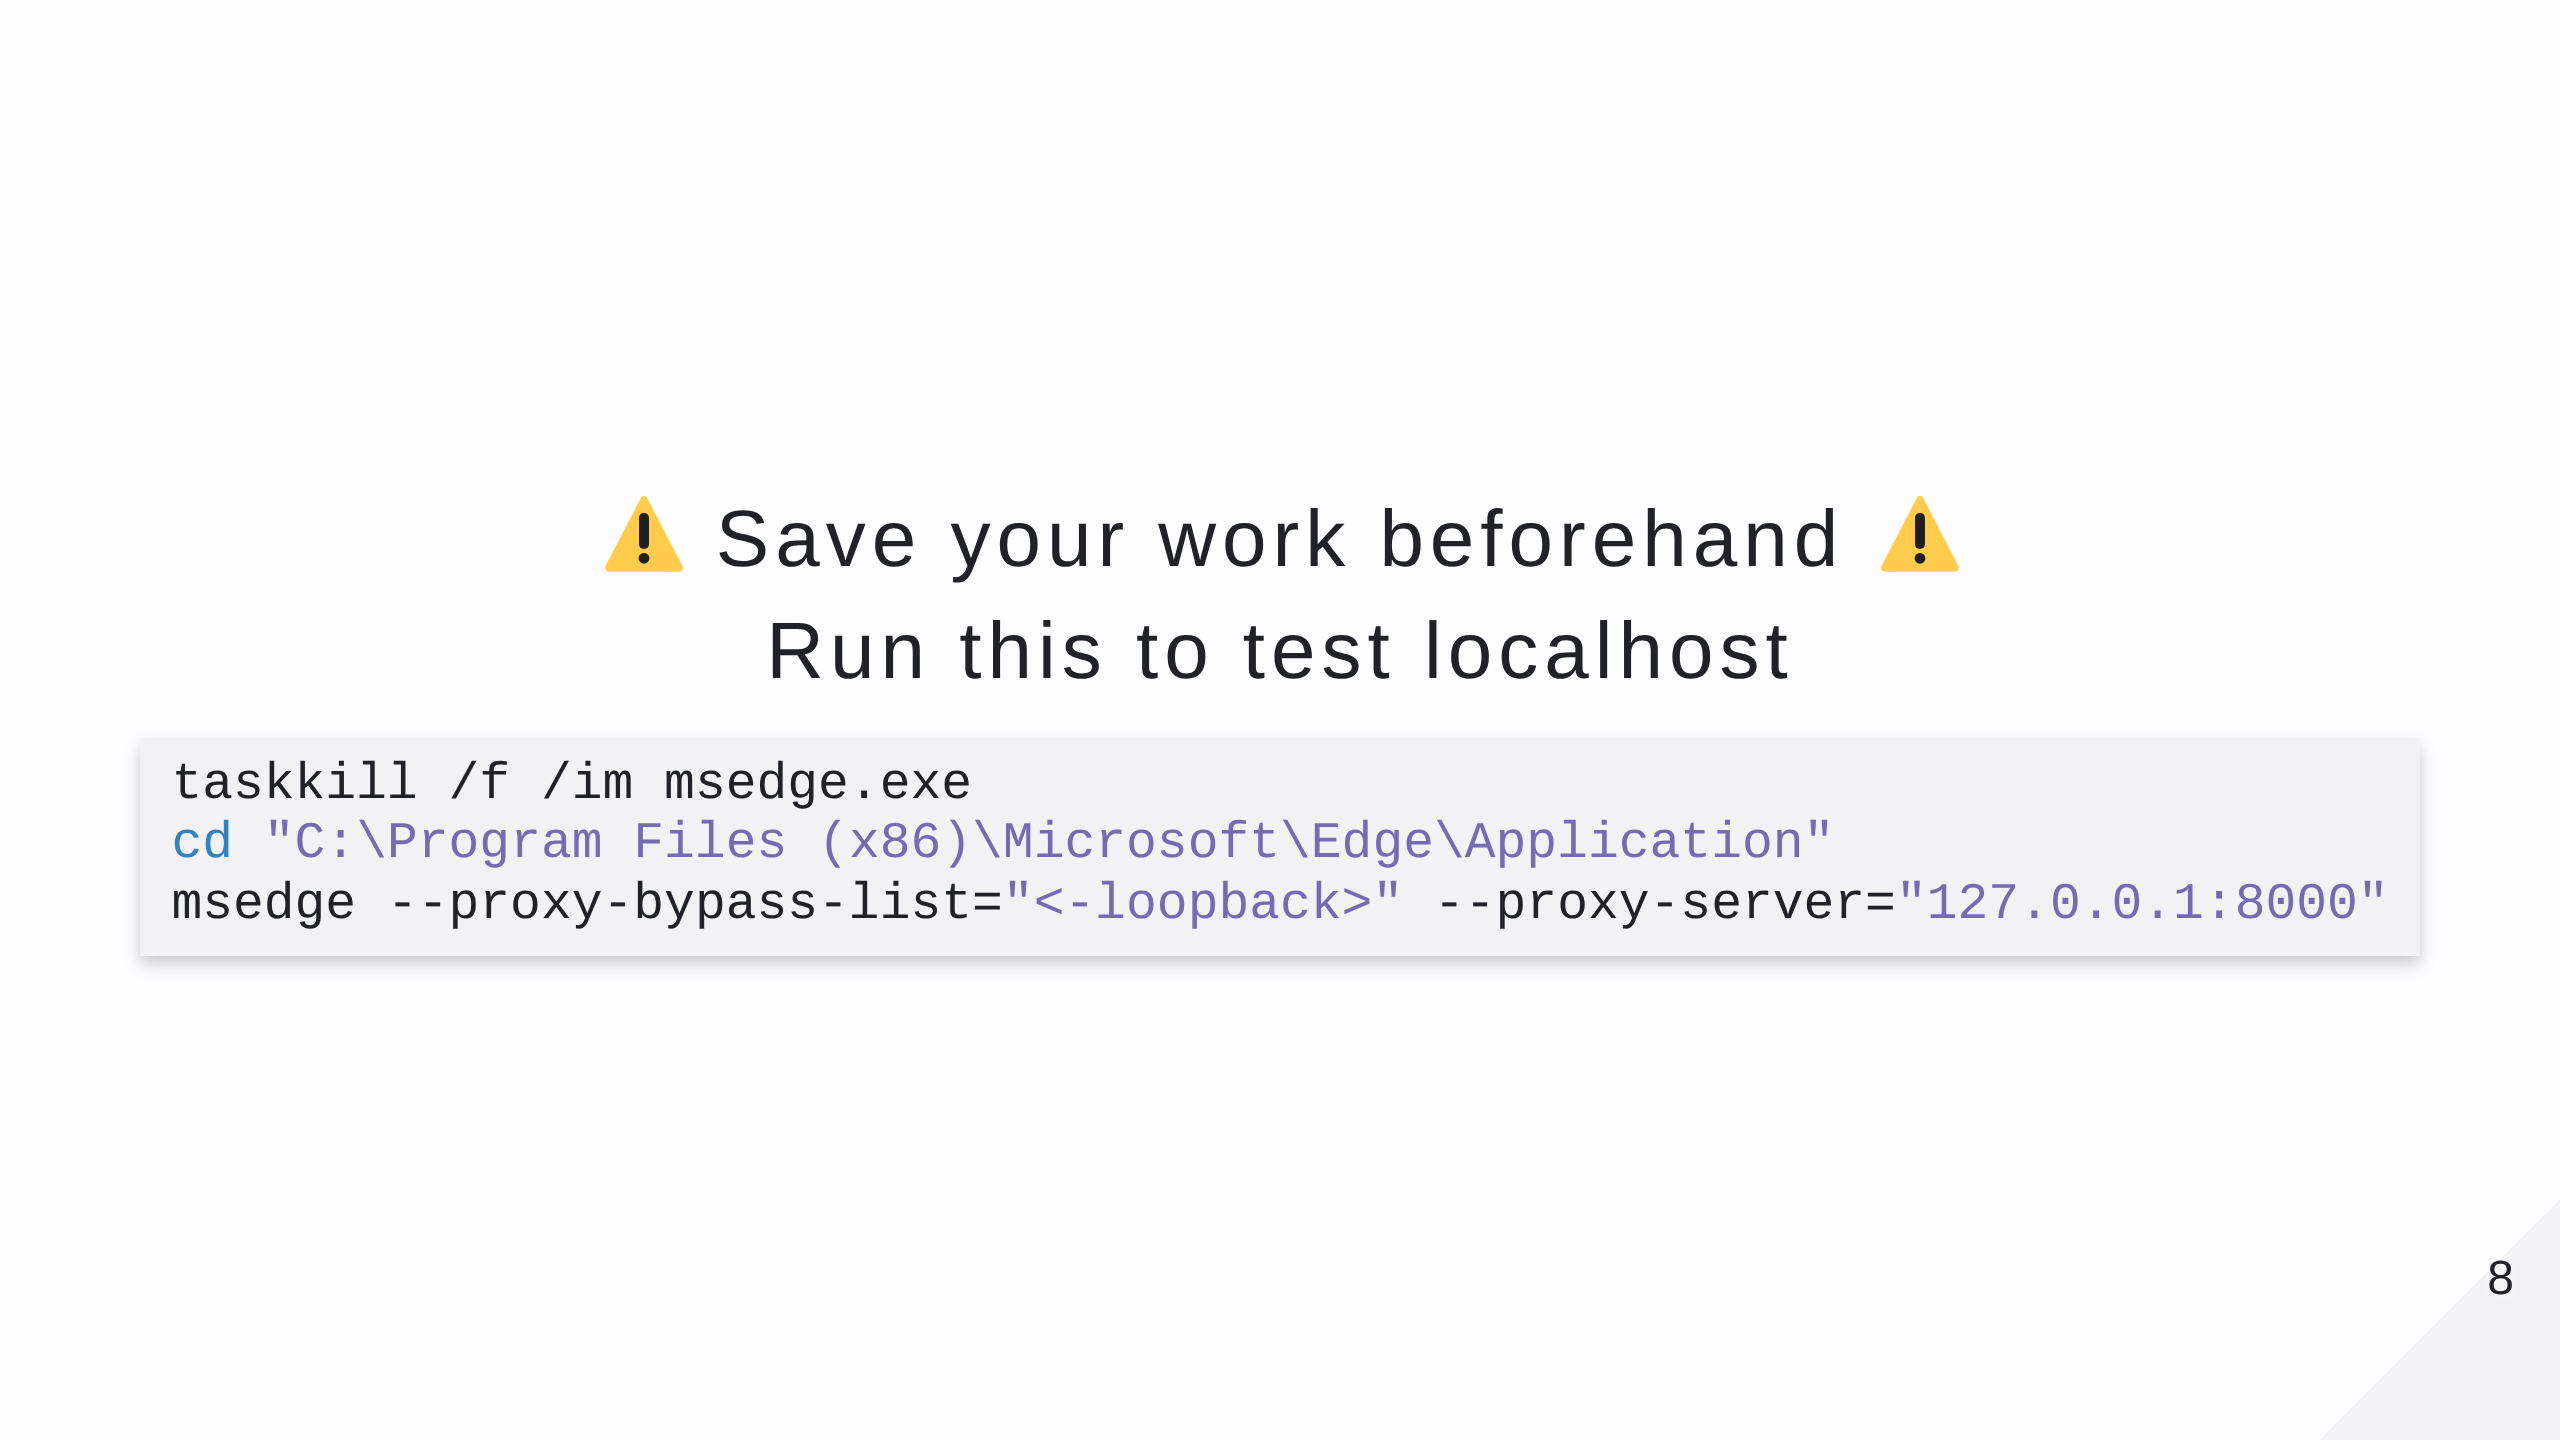 ⚠️ Save your work beforehand ⚠️
Run this to test localhost
taskkill /f /im msedge.exe
cd "C:\Program Files (x86)\Microsoft\Edge\Application"
msedge --proxy-bypass-list="<-loopback>" --proxy-server="127.0.0.1:8000"
8